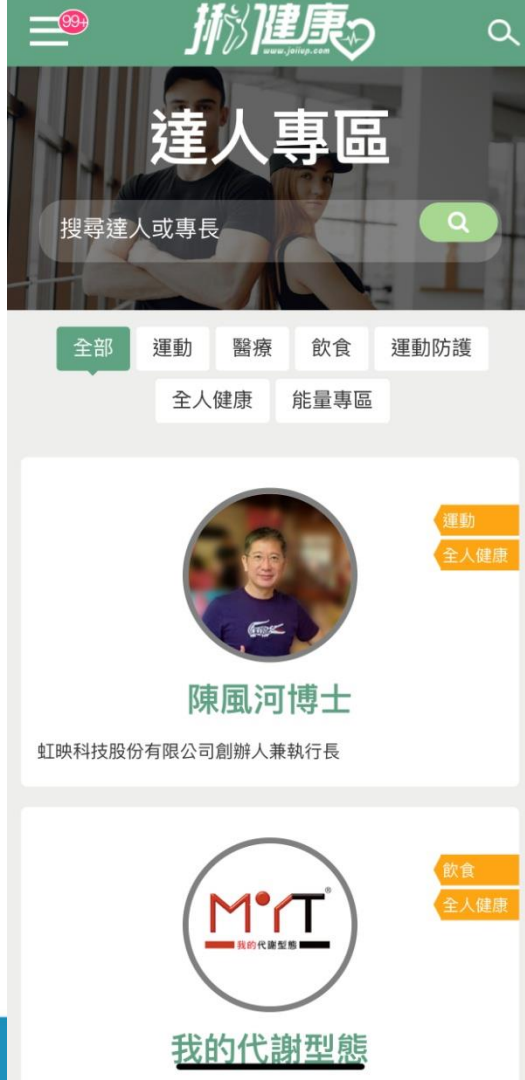 99+
揪健康
www.joiiup.com
達人專區
搜尋達人或專長
全部
運動
醫療
飲食
運動防護
全人健康
能量專區
運動
全人健康
陳風河博士
虹映科技股份有限公司創辦人兼執行長
飲食
全人健康
MYT®
我的代謝型態
我的代謝型態